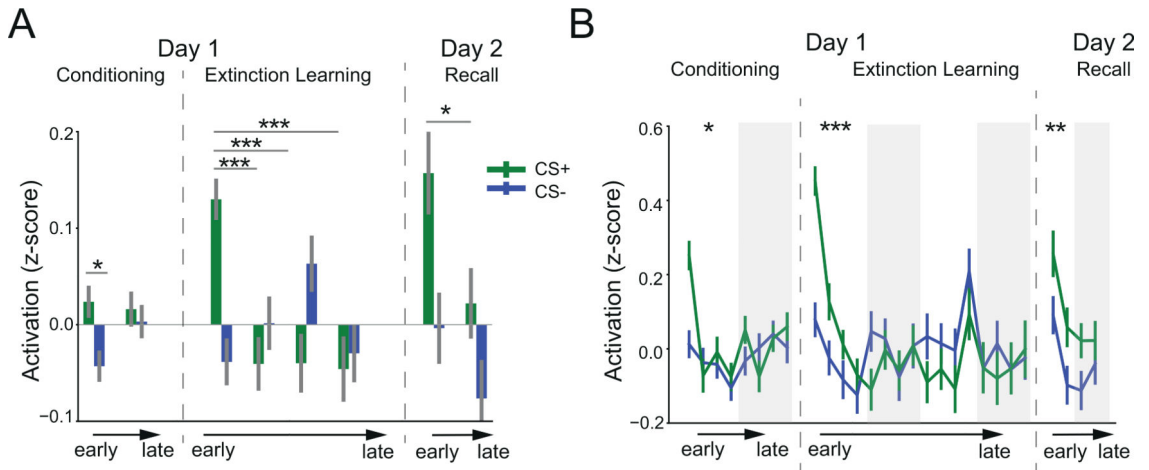 A
Day 1
Day 2
Conditioning
Extinction Learning
Recall
*
***
***
***
*
CS+
CS-
Activation (z-score)
0.2
0.1
0.0
−0.1
early
late
early
late
early
late
B
Day 1
Day 2
Conditioning
Extinction Learning
Recall
*
***
**
Activation (z-score)
0.6
0.4
0.2
0.0
−0.2
early
late
early
late
early
late